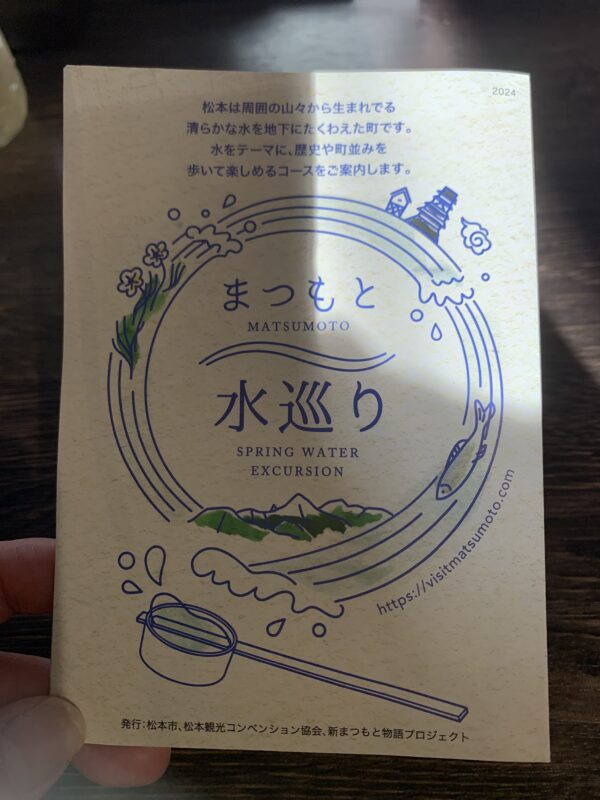 2024
松本は周囲の山々から生まれでる
清らかな水を地下にたくわえた町です。
水をテーマに、歴史や町並みを
歩いて楽しめるコースをご案内します。
まつもと
MATSUMOTO
水巡り
SPRING WATER
EXCURSION
https://visitmatsumoto.com
発行:松本市、松本観光コンベンション協会、新まつもと物語プロジェクト